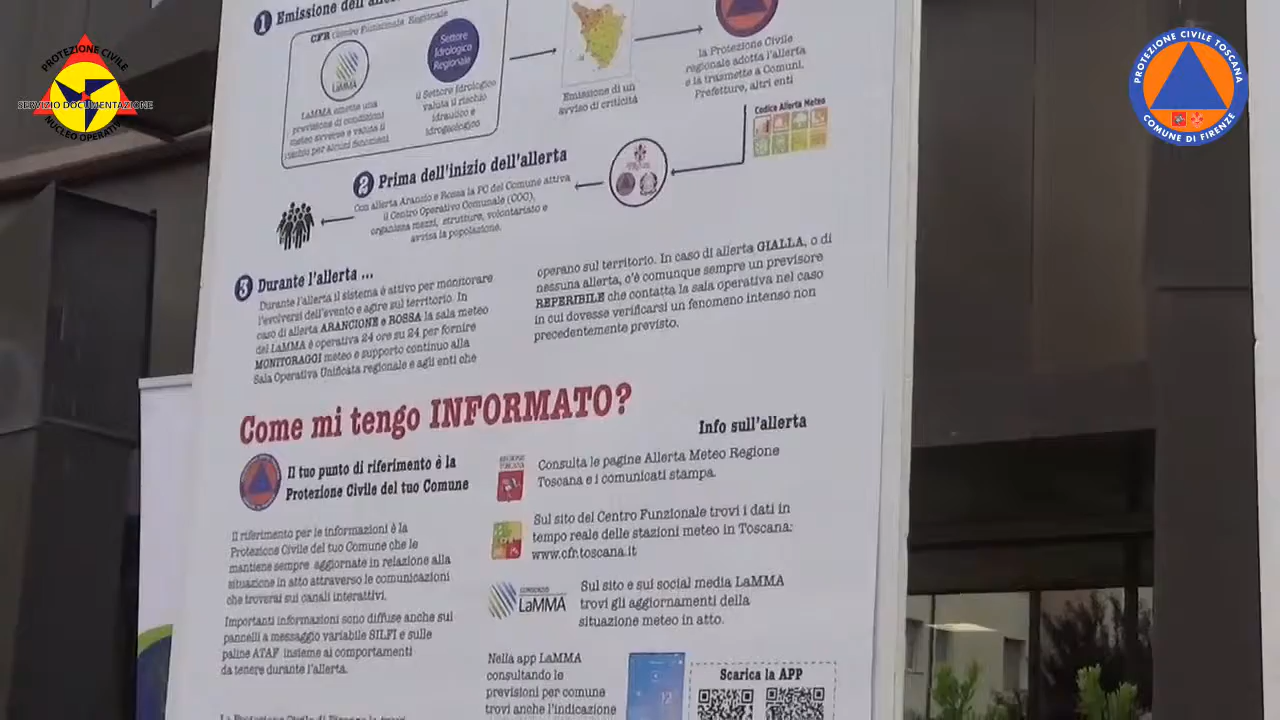 PROTEZIONE CIVILE
SERVIZIO DOCUMENTAZIONE
NUCLEO OPERATIVO
PROTEZIONE CIVILE TOSCANA
COMUNE DI FIRENZE
1 Emissione dell'allerta
CFR Centro Funzionale Regionale
LaMMA
Settore
Idrologico
Regionale
LaMMA emette una
previsione di condizioni
meteo avverse e valuta il
rischio per alcuni fenomeni
il Settore Idrologico
valuta il rischio
idraulico e
idrogeologico
Emissione di un
avviso di criticità
la Protezione Civile
regionale adotta l'allerta
e la trasmette a Comuni,
Prefetture, altri enti
Codice Allerta Meteo
2 Prima dell'inizio dell'allerta
Con allerta Arancio e Rossa la PC del Comune attiva
il Centro Operativo Comunale (COC),
organizza mezzi, strutture, volontariato e
avvisa la popolazione.
3 Durante l'allerta ...
Durante l'allerta il sistema è attivo per monitorare
l'evolversi dell'evento e agire sul territorio. In
caso di allerta ARANCIONE e ROSSA la sala meteo
del LaMMA è operativa 24 ore su 24 per fornire
MONITORAGGI meteo e supporto continuo alla
Sala Operativa Unificata regionale e agli enti che
operano sul territorio. In caso di allerta GIALLA, o di
nessuna allerta, c'è comunque sempre un previsore
REPERIBILE che contatta la sala operativa nel caso
in cui dovesse verificarsi un fenomeno intenso non
precedentemente previsto.
Come mi tengo INFORMATO?
Il tuo punto di riferimento è la
Protezione Civile del tuo Comune
Il riferimento per le informazioni è la
Protezione Civile del tuo Comune che le
mantiene sempre aggiornate in relazione alla
situazione in atto attraverso le comunicazioni
che troverai sui canali interattivi.
Importanti informazioni sono diffuse anche sui
pannelli a messaggio variabile SILFI e sulle
paline ATAF insieme ai comportamenti
da tenere durante l'allerta.
La Protezione Civile di Firenze la trovi
Info sull'allerta
REGIONE
TOSCANA
Consulta le pagine Allerta Meteo Regione
Toscana e i comunicati stampa.
Sul sito del Centro Funzionale trovi i dati in
tempo reale delle stazioni meteo in Toscana:
www.cfr.toscana.it
CONSORZIO
LaMMA
Sul sito e sui social media LaMMA
trovi gli aggiornamenti della
situazione meteo in atto.
Nella app LaMMA
consultando le
previsioni per comune
trovi anche l'indicazione
12°
Scarica la APP